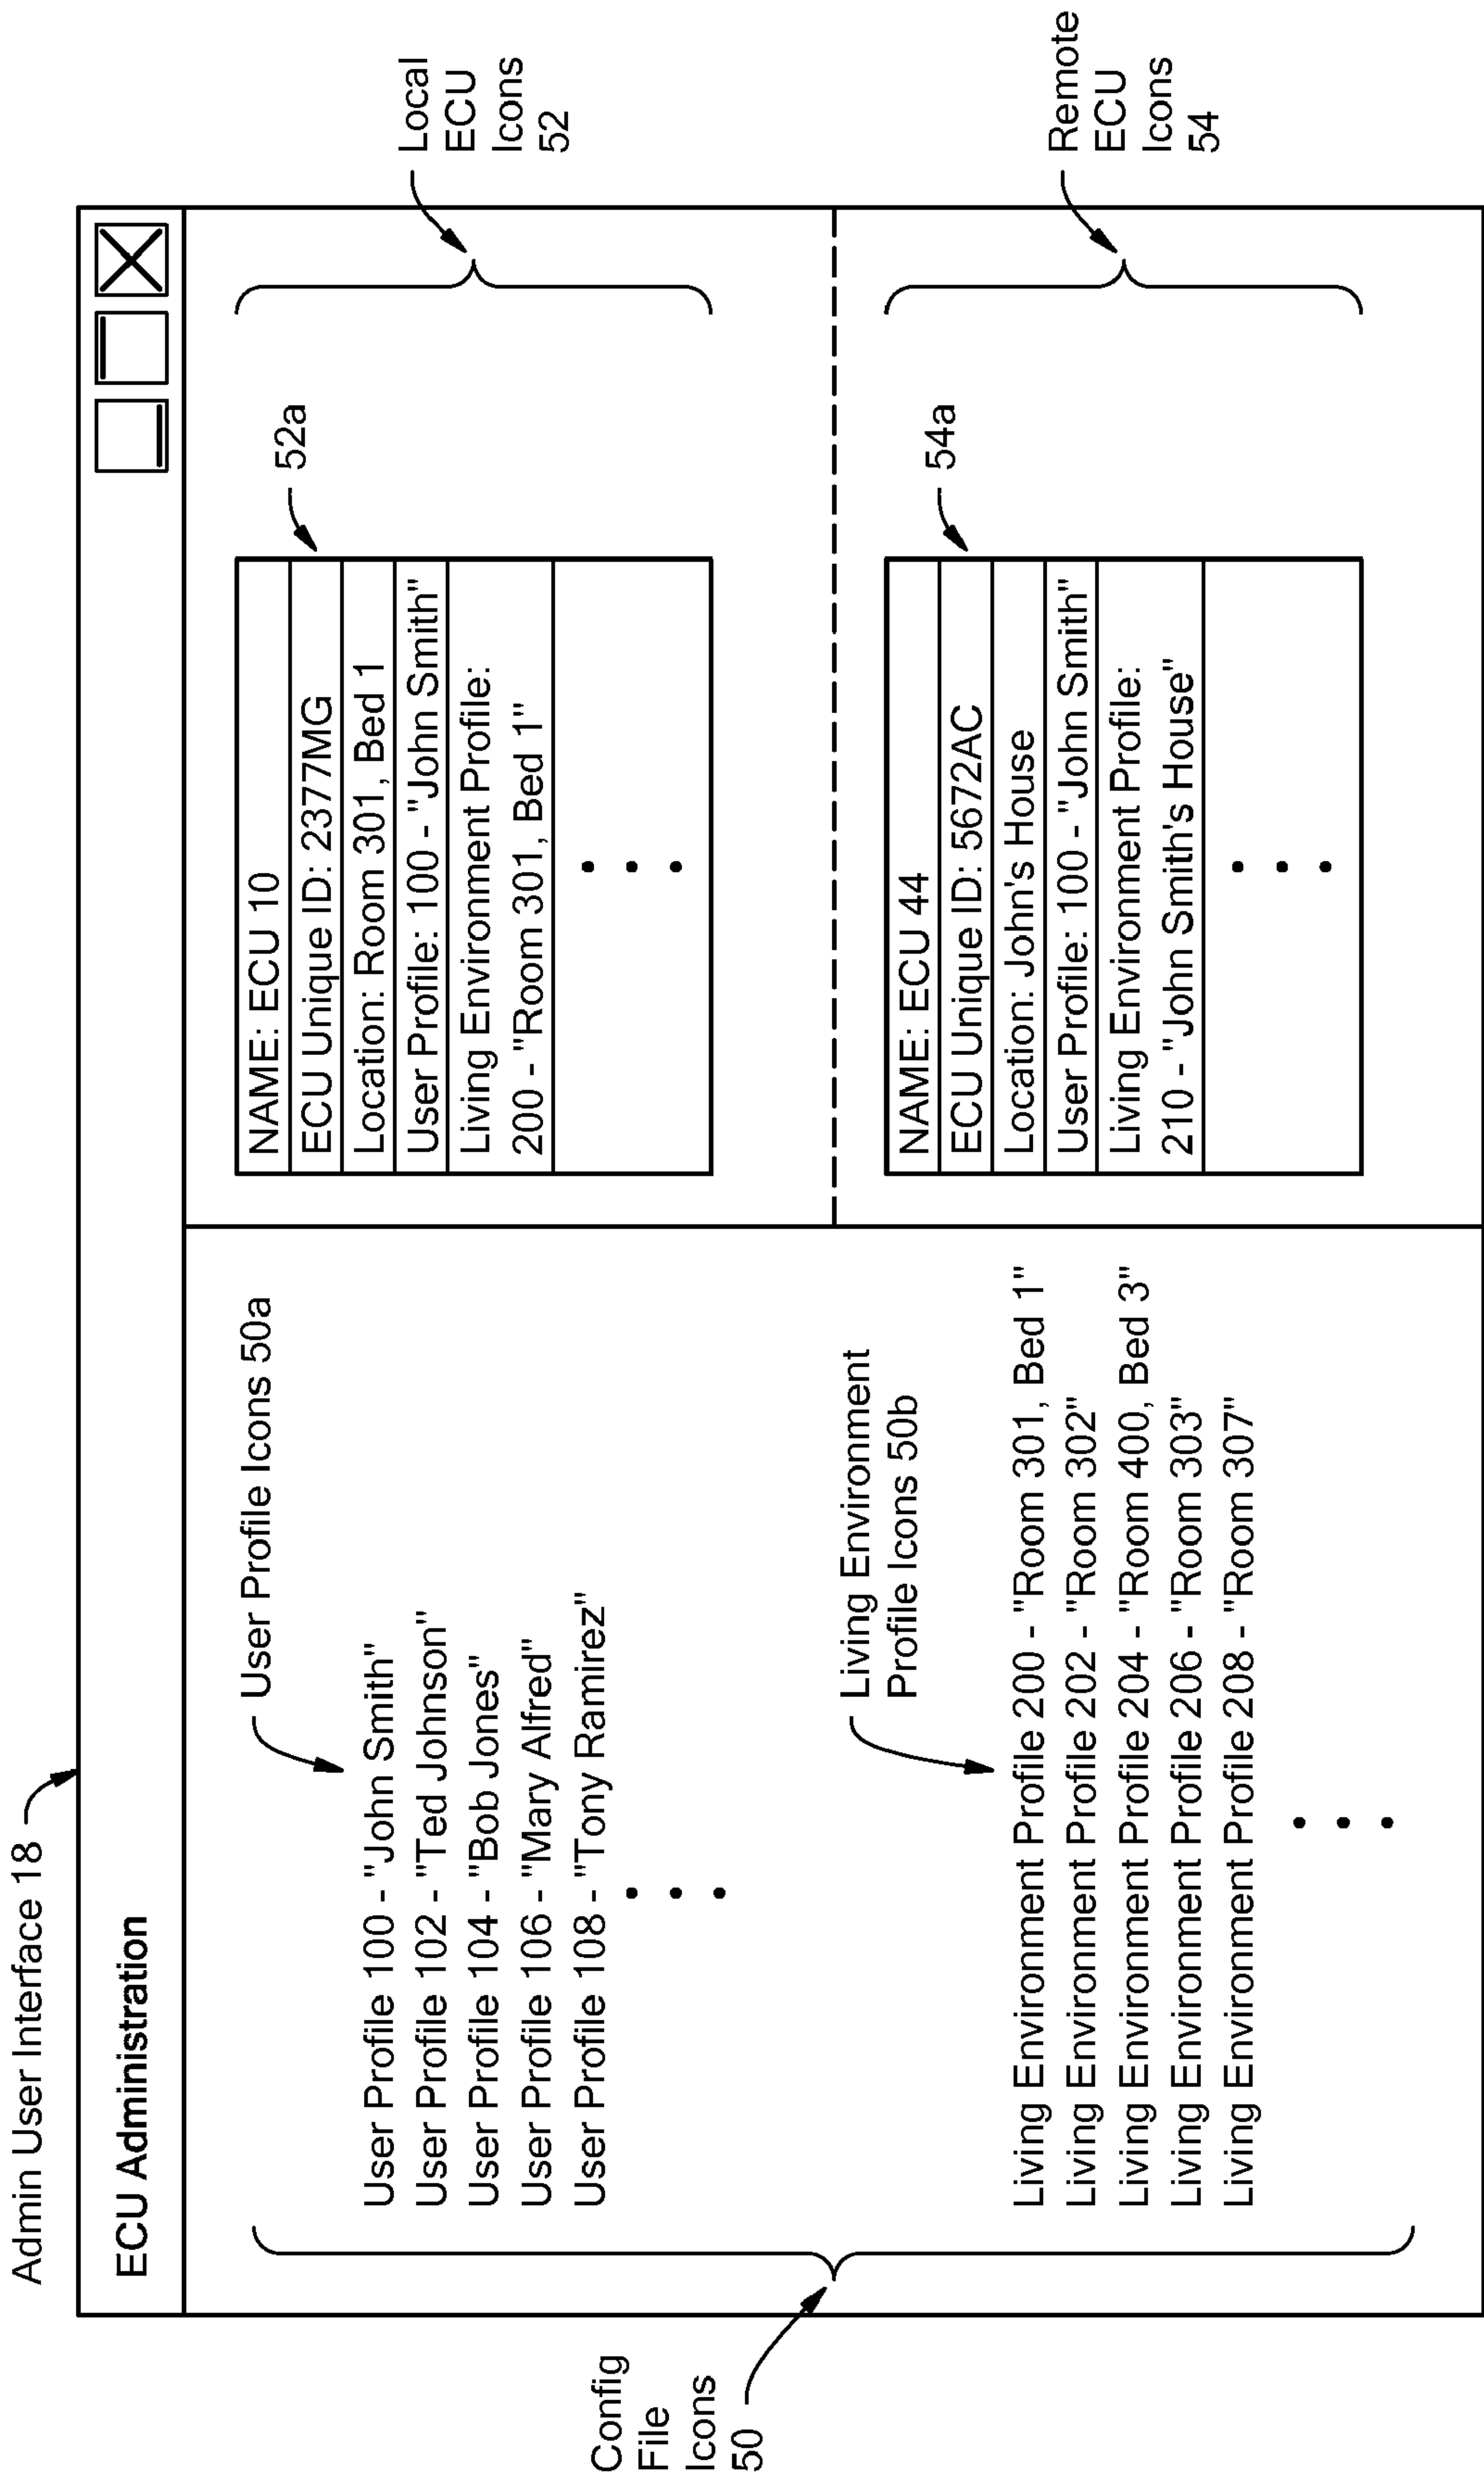 Admin User Interface 18
ECU Administration
Config
File
Icons
50
User Profile Icons 50a
User Profile 100 - "John Smith"
User Profile 102 - "Ted Johnson"
User Profile 104 - "Bob Jones"
User Profile 106 - "Mary Alfred"
User Profile 108 - "Tony Ramirez"
Living Environment
Profile Icons 50b
Living Environment Profile 200 - "Room 301, Bed 1"
Living Environment Profile 202 - "Room 302"
Living Environment Profile 204 - "Room 400, Bed 3"
Living Environment Profile 206 - "Room 303"
Living Environment Profile 208 - "Room 307"
52a
NAME: ECU 10
ECU Unique ID: 2377MG
Location: Room 301, Bed 1
User Profile: 100 - "John Smith"
Living Environment Profile:
200 - "Room 301, Bed 1"
Local
ECU
Icons
52
54a
NAME: ECU 44
ECU Unique ID: 5672AC
Location: John's House
User Profile: 100 - "John Smith"
Living Environment Profile:
210 - "John Smith's House"
Remote
ECU
Icons
54